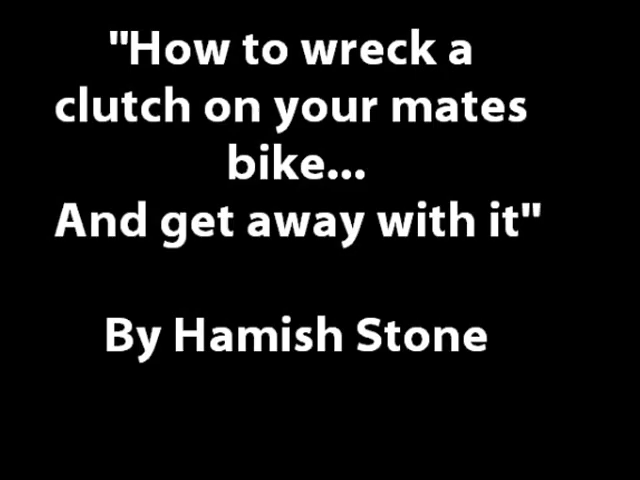 "How to wreck a
clutch on your mates
bike...
And get away with it"
By Hamish Stone